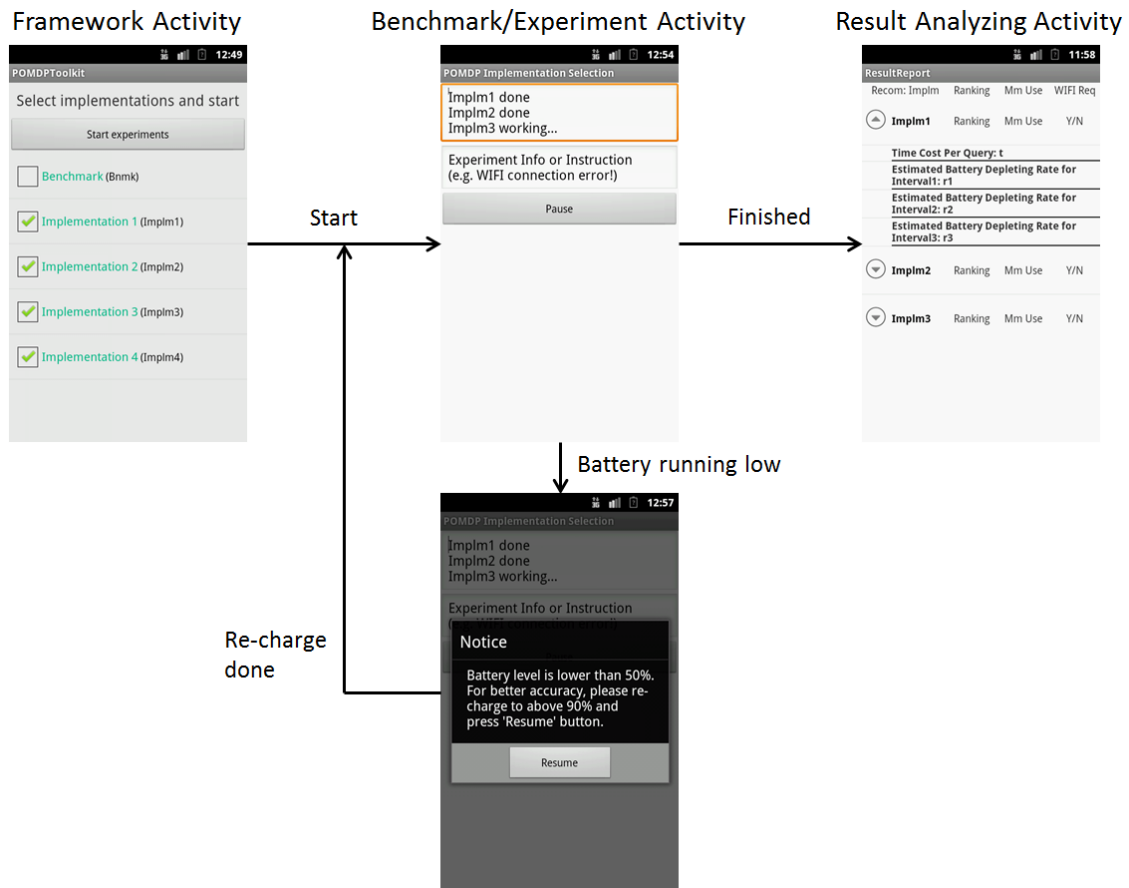 Framework Activity
Benchmark/Experiment Activity
Result Analyzing Activity
3G 12:49
POMDPToolkit
Select implementations and start
Start experiments
Benchmark (Bnmk)
Implementation 1 (Implm1)
Implementation 2 (Implm2)
Implementation 3 (Implm3)
Implementation 4 (Implm4)
Start
3G 12:54
POMDP Implementation Selection
Implm1 done
Implm2 done
Implm3 working...
Experiment Info or Instruction
(e.g. WIFI connection error!)
Pause
Finished
3G 11:58
ResultReport
Recom: Implm Ranking Mm Use WIFI Req
Implm1 Ranking Mm Use Y/N
Time Cost Per Query: t
Estimated Battery Depleting Rate for
Interval1: r1
Estimated Battery Depleting Rate for
Interval2: r2
Estimated Battery Depleting Rate for
Interval3: r3
Implm2 Ranking Mm Use Y/N
Implm3 Ranking Mm Use Y/N
Battery running low
3G 12:57
POMDP Implementation Selection
Implm1 done
Implm2 done
Implm3 working...
Experiment Info or Instruction
Notice
Battery level is lower than 50%.
For better accuracy, please re-
charge to above 90% and
press 'Resume' button.
Resume
Re-charge
done